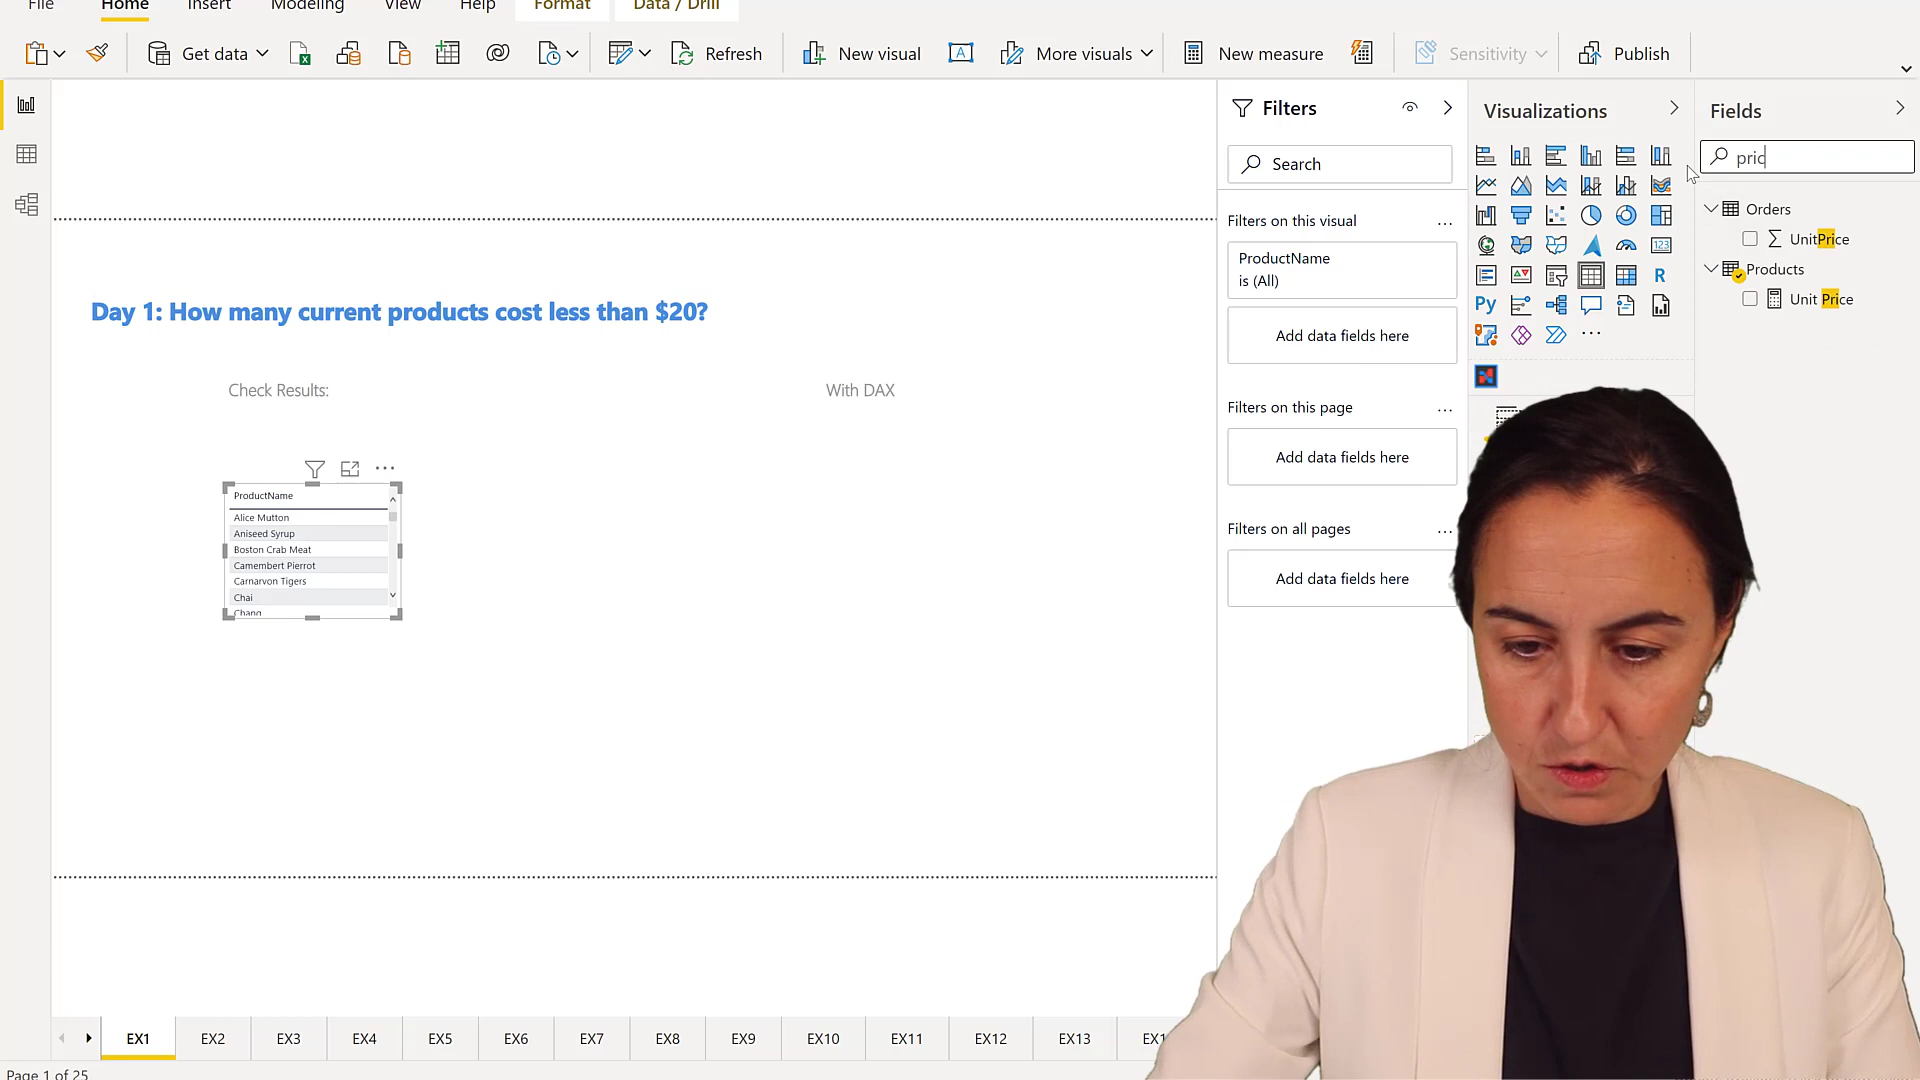 File Home Insert Modeling View Help Format Data / Drill
Get data Refresh New visual More visuals New measure Sensitivity Publish
Filters
Search
Filters on this visual ...
ProductName
is (All)
Add data fields here
Filters on this page ...
Add data fields here
Filters on all pages ...
Add data fields here
Visualizations
123
R
Py
...
Fields
pric
Orders
UnitPrice
Products
Unit Price
Day 1: How many current products cost less than $20?
Check Results:
With DAX
ProductName
Alice Mutton
Aniseed Syrup
Boston Crab Meat
Camembert Pierrot
Carnarvon Tigers
Chai
Chang
EX1 EX2 EX3 EX4 EX5 EX6 EX7 EX8 EX9 EX10 EX11 EX12 EX13 EX1
Page 1 of 25